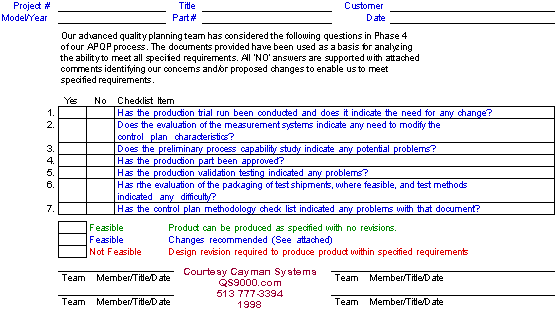 Project # Title Customer
Model/Year Part# Date
Our advanced quality planning team has considered the following questions in Phase 4
of our APQP process. The documents provided have been used as a basis for analyzing
the ability to meet all specified requirements. All 'NO' answers are supported with attached
comments identifying our concerns and/or proposed changes to enable us to meet
specified requirements.
Yes No Checklist Item
1. Has the production trial run been conducted and does it indicate the need for any change?
2. Does the evaluation of the measurement systems indicate any need to modify the
control plan characteristics?
3. Does the preliminary process capability study indicate any potential problems?
4. Has the production part been approved?
5. Has the production validation testing indicated any problems?
6. Has rthe evaluation of the packaging of test shipments, where feasible, and test methods
indicated any difficulty?
7. Has the control plan methodology check list indicated any problems with that document?
Feasible Product can be produced as specified with no revisions.
Feasible Changes recommended (See attached)
Not Feasible Design revision required to produce product within specified requirements
Courtesy Cayman Systems
QS9000.com
513 777-3394
1998
Team Member/Title/Date Team Member/Title/Date
Team Member/Title/Date Team Member/Title/Date